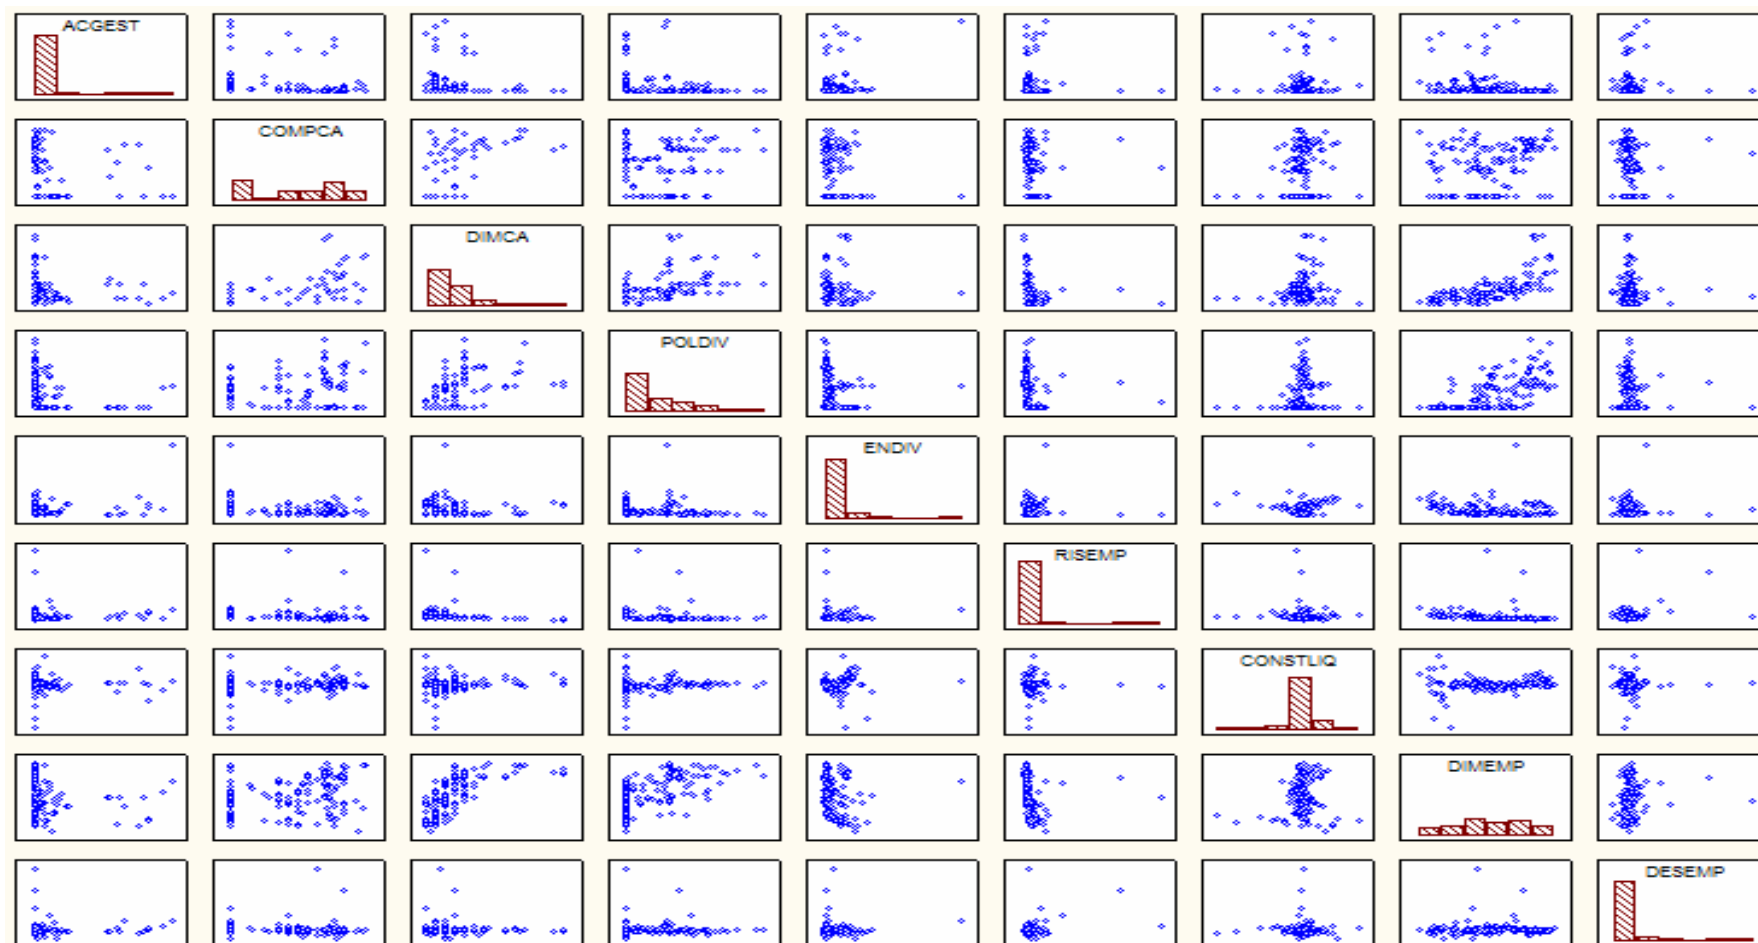 ACGEST
COMPCA
DIMCA
POLDIV
ENDIV
RISEMP
CONSTLIQ
DIMEMP
DESEMP